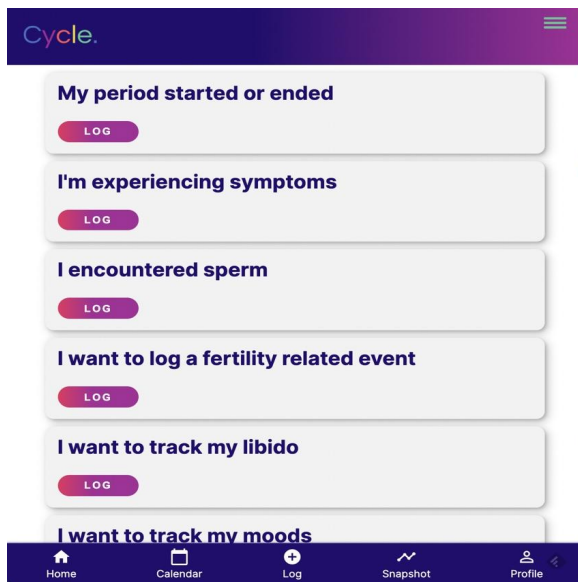 Cycle.
My period started or ended
LOG
I'm experiencing symptoms
LOG
I encountered sperm
LOG
I want to log a fertility related event
LOG
I want to track my libido
LOG
I want to track my moods
Home Calendar Log Snapshot Profile